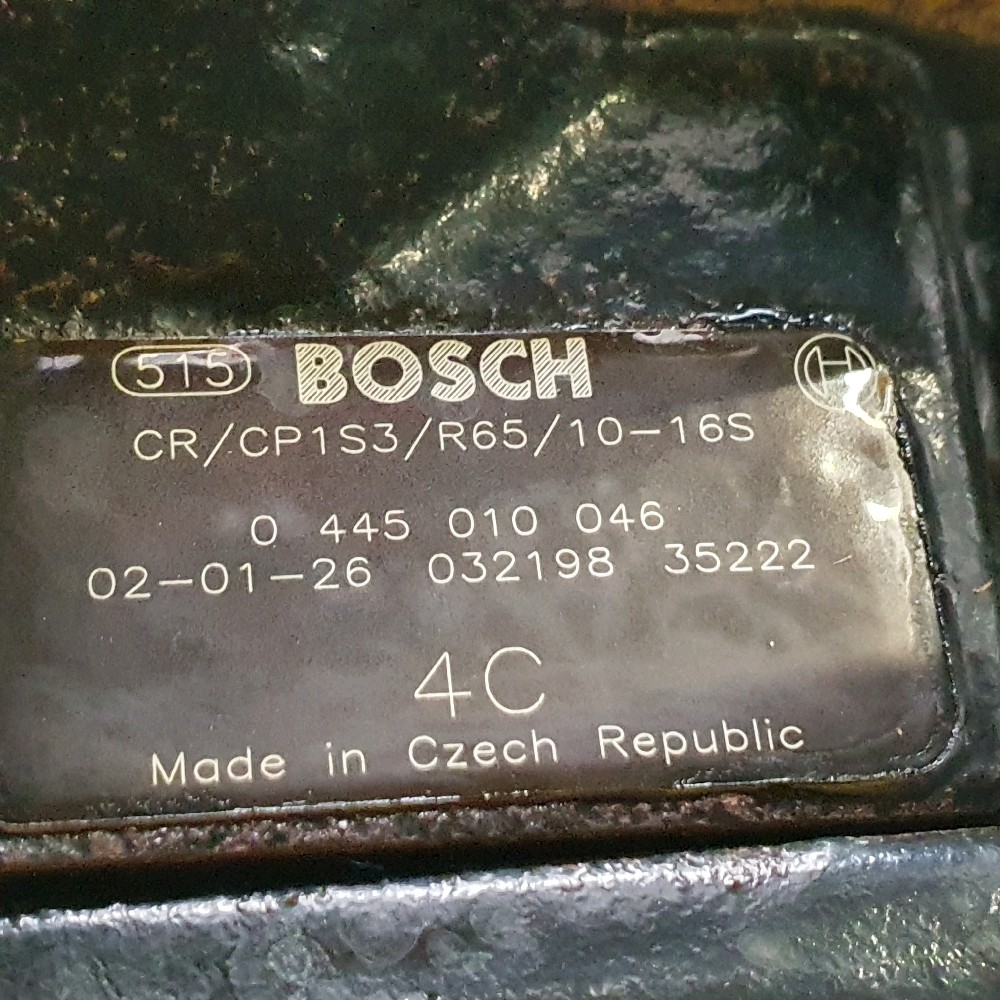 515 BOSCH
CR/CP1S3/R65/10-16S
0 445 010 046
02-01-26 032198 35222
4C
Made in Czech Republic